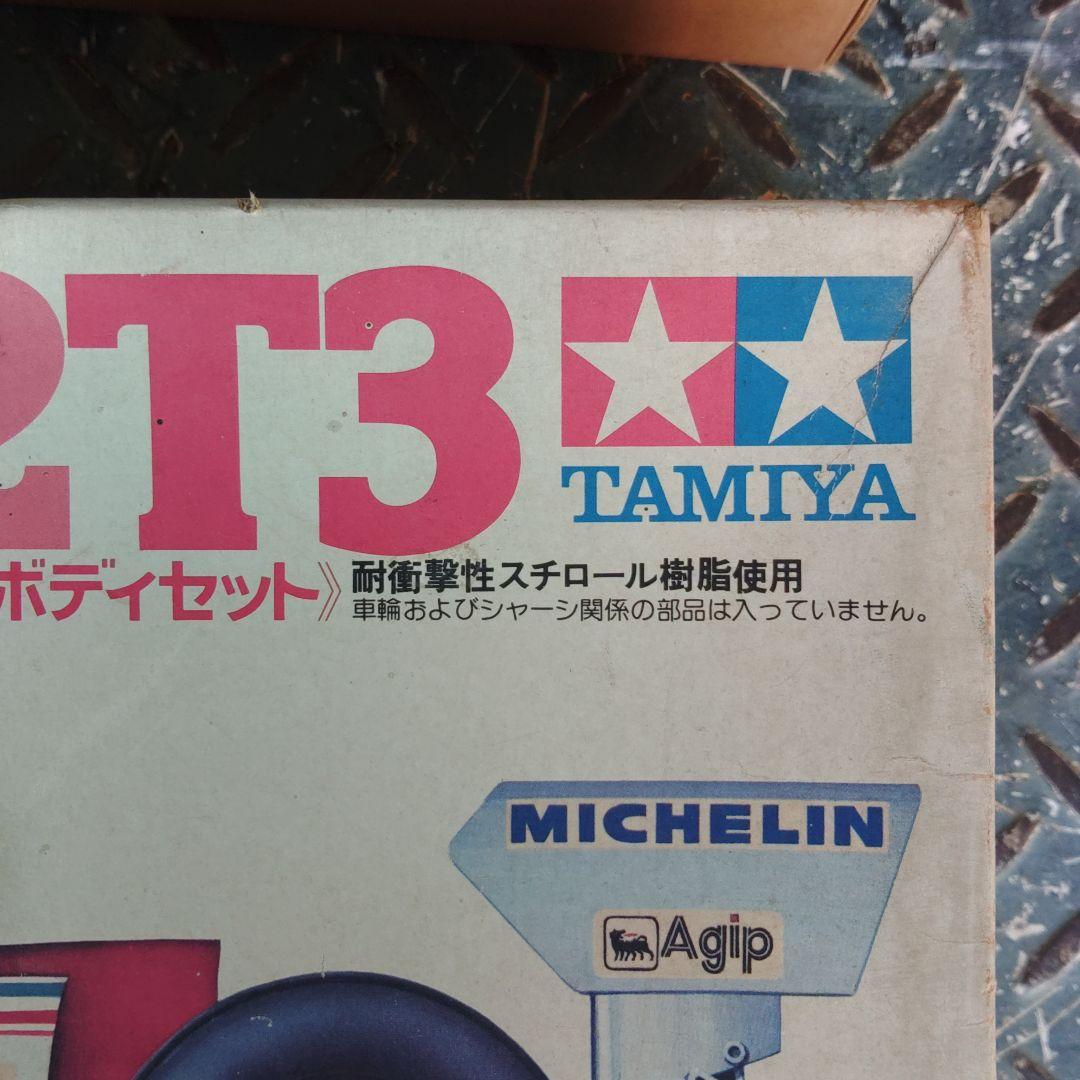 2T3
TAMIYA
ボディセット》
耐衝撃性スチロール樹脂使用
車輪およびシャーシ関係の部品は入っていません。
MICHELIN
Agip